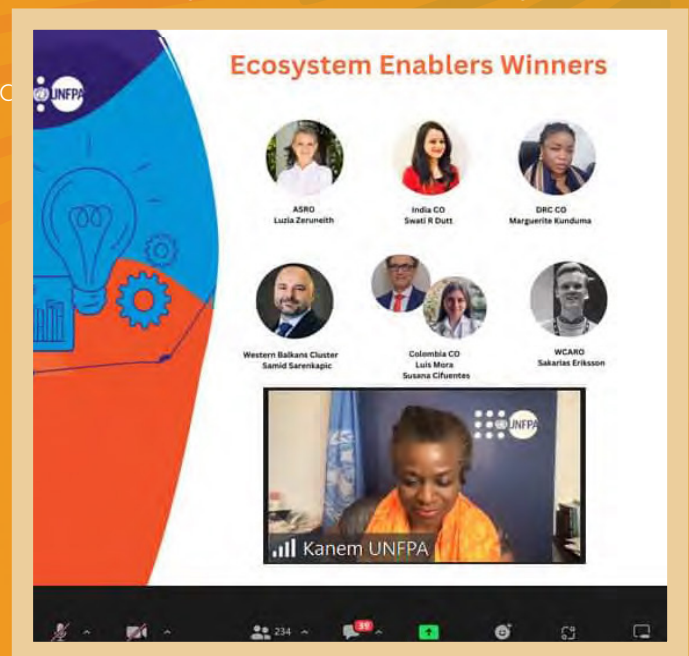 Ecosystem Enablers Winners
UNFPA
ASRO
Luzia Zeruneith
India CO
Swati R Dutt
DRC CO
Marguerite Kunduma
Western Balkans Cluster
Samid Sarenkapic
Colombia CO
Luis Mora
Susana Cifuentes
WCARO
Sakarias Eriksson
UNFPA
Kanem UNFPA
234
39